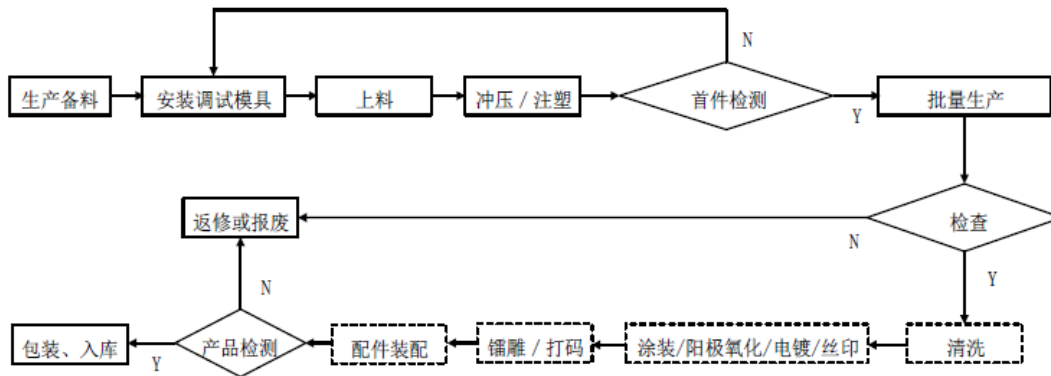 N
生产备料
安装调试模具
上料
冲压／注塑
首件检测
Y
批量生产
返修或报废
检查
N
Y
N
包装、入库
Y
产品检测
配件装配
镭雕／打码
涂装/阳极氧化/电镀/丝印
清洗